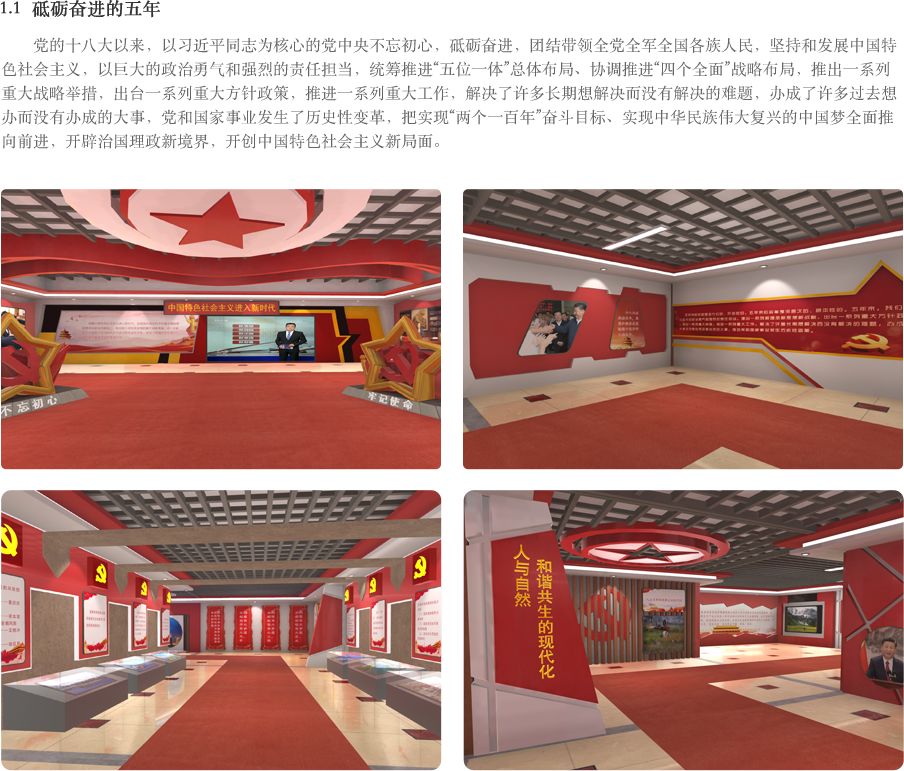 1.1 砥砺奋进的五年
党的十八大以来，以习近平同志为核心的党中央不忘初心，砥砺奋进，团结带领全党全军全国各族人民，坚持和发展中国特
色社会主义，以巨大的政治勇气和强烈的责任担当，统筹推进“五位一体”总体布局、协调推进“四个全面”战略布局，推出一系列
重大战略举措，出台一系列重大方针政策，推进一系列重大工作，解决了许多长期想解决而没有解决的难题，办成了许多过去想
办而没有办成的大事，党和国家事业发生了历史性变革，把实现“两个一百年”奋斗目标、实现中华民族伟大复兴的中国梦全面推
向前进，开辟治国理政新境界，开创中国特色社会主义新局面。
中国特色社会主义进入新时代
不忘初心
牢记使命
人与自然
和谐共生的现代化